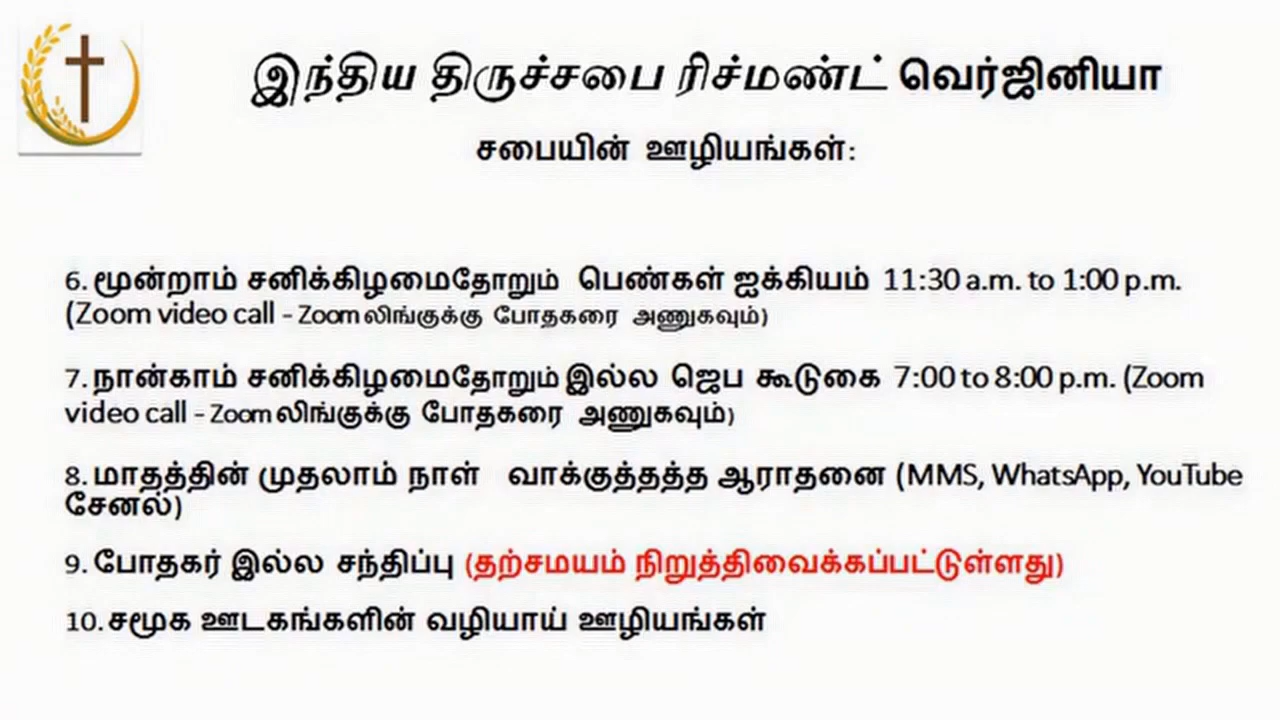 இந்திய திருச்சபை ரிச்மண்ட் வெர்ஜினியா
சபையின் ஊழியங்கள்:
6. மூன்றாம் சனிக்கிழமைதோறும் பெண்கள் ஐக்கியம் 11:30 a.m. to 1:00 p.m.
(Zoom video call - Zoom லிங்குக்கு போதகரை அணுகவும்)
7. நான்காம் சனிக்கிழமைதோறும் இல்ல ஜெப கூடுகை 7:00 to 8:00 p.m. (Zoom
video call - Zoom லிங்குக்கு போதகரை அணுகவும்)
8. மாதத்தின் முதலாம் நாள் வாக்குத்தத்த ஆராதனை (MMS, WhatsApp, YouTube
சேனல்)
9. போதகர் இல்ல சந்திப்பு (தற்சமயம் நிறுத்திவைக்கப்பட்டுள்ளது)
10. சமூக ஊடகங்களின் வழியாய் ஊழியங்கள்